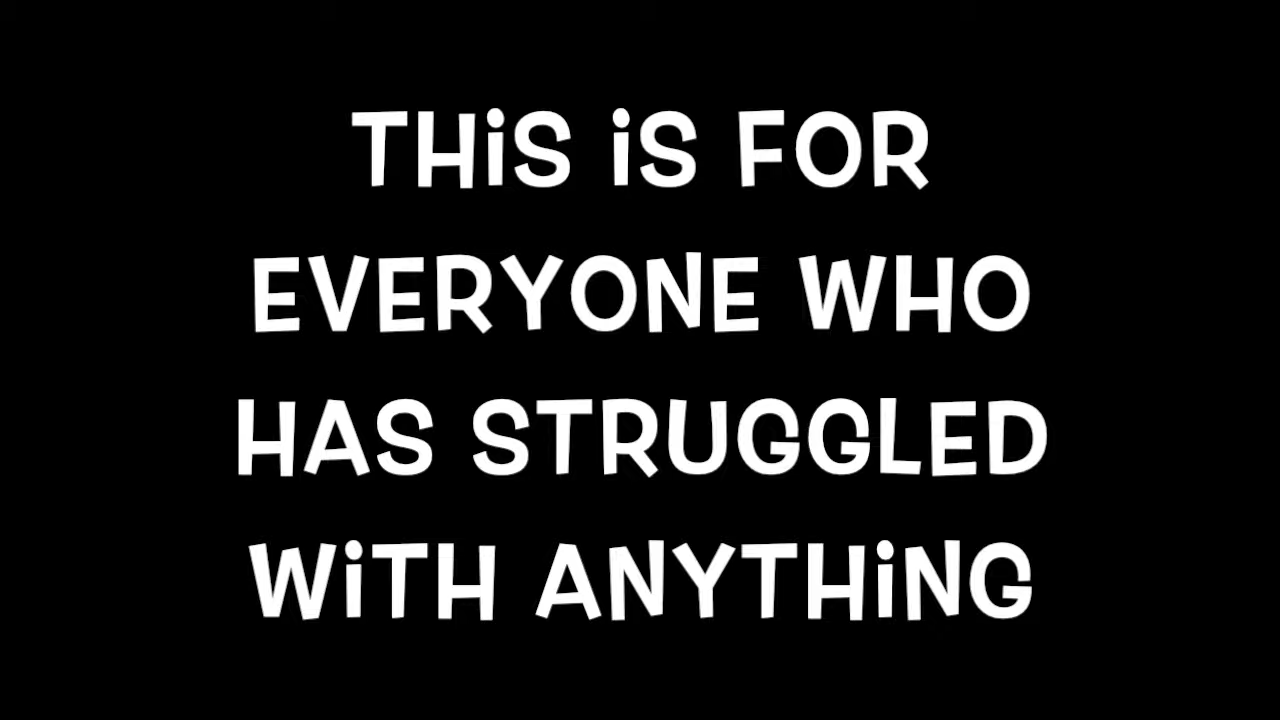 THiS iS FOR
EVERYONE WHO
HAS STRUGGLED
WiTH ANYTHiNG